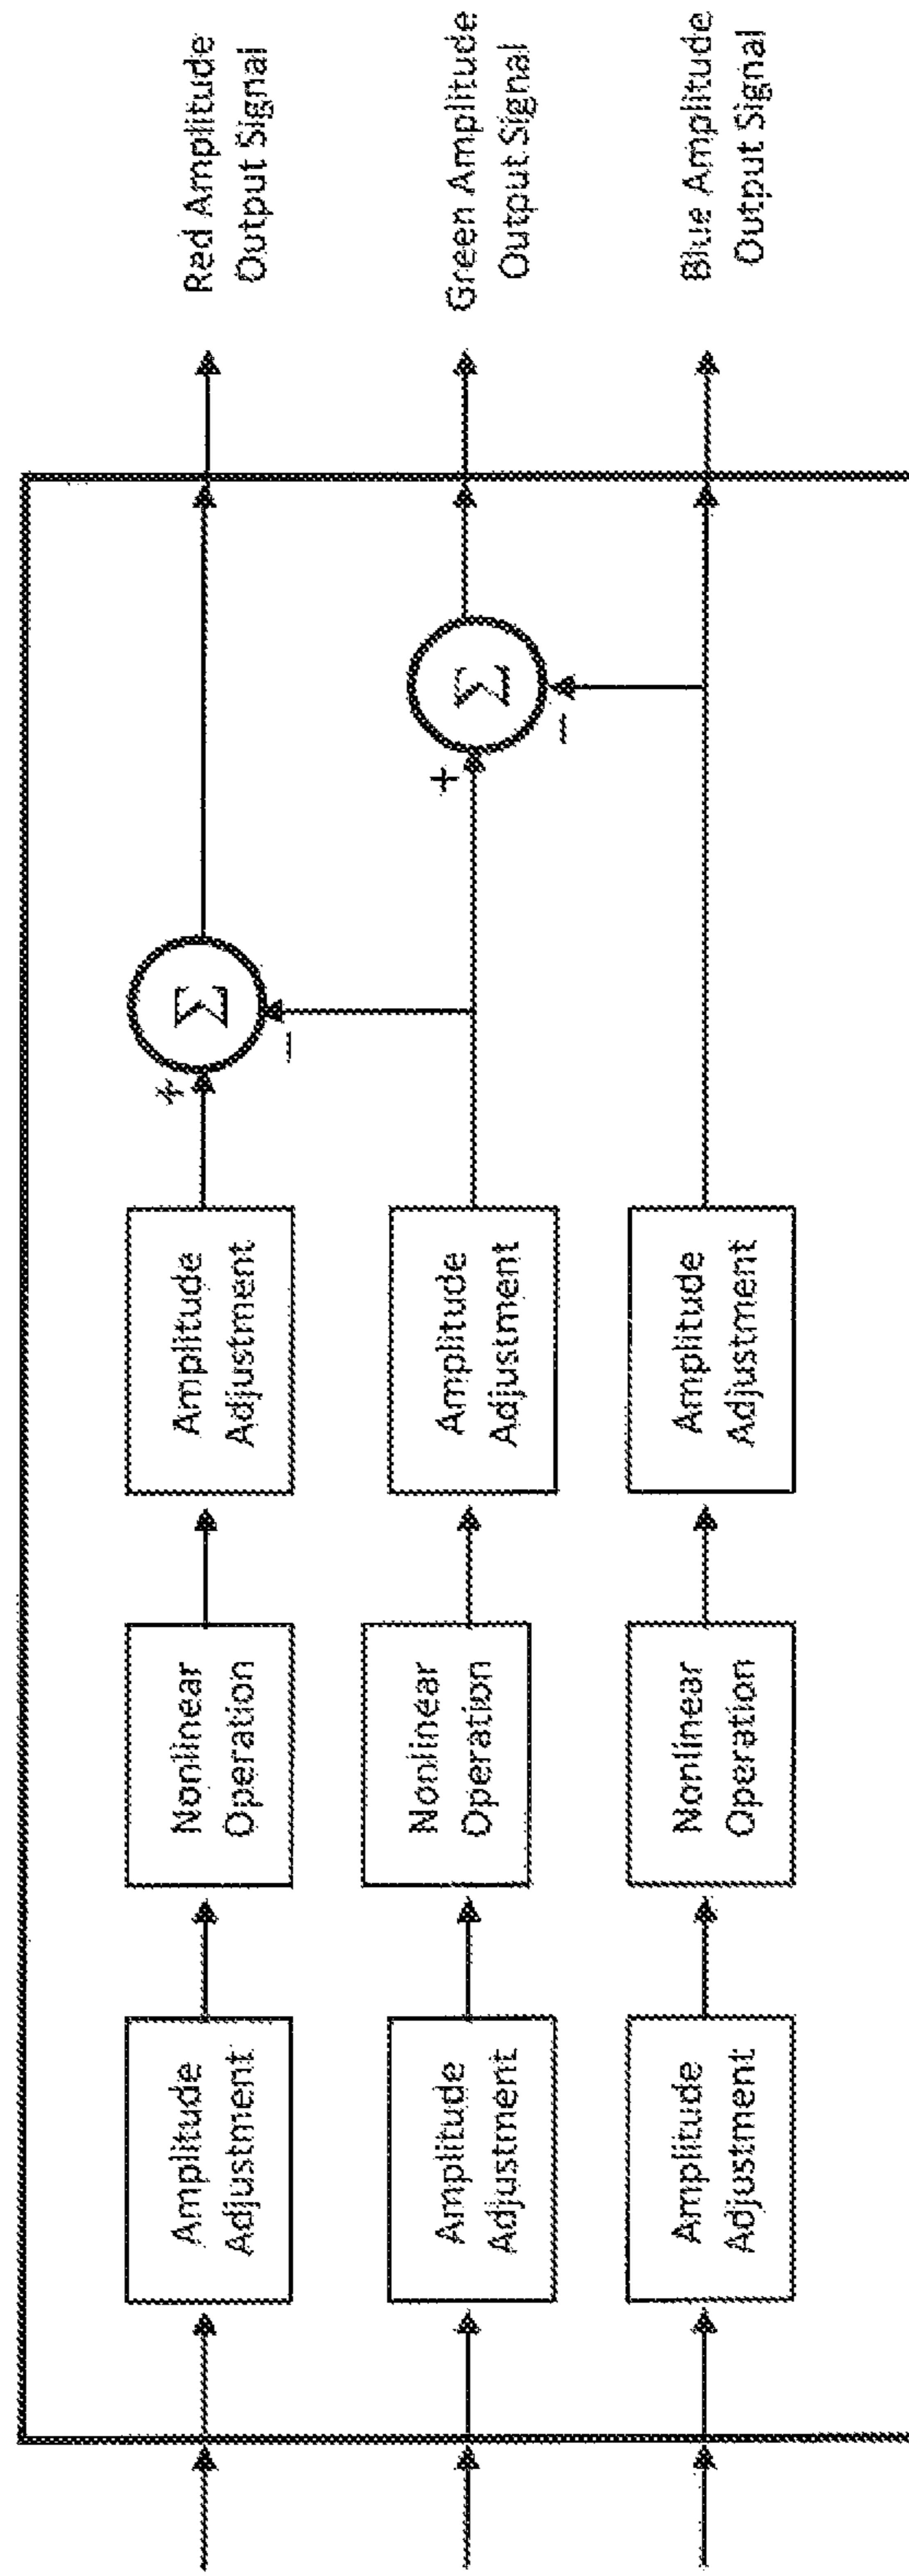 Amplitude
Adjustment
Nonlinear
Operation
Amplitude
Adjustment
+
−
Σ
Red Amplitude
Output Signal
Amplitude
Adjustment
Nonlinear
Operation
Amplitude
Adjustment
+
−
Σ
Green Amplitude
Output Signal
Amplitude
Adjustment
Nonlinear
Operation
Amplitude
Adjustment
Blue Amplitude
Output Signal